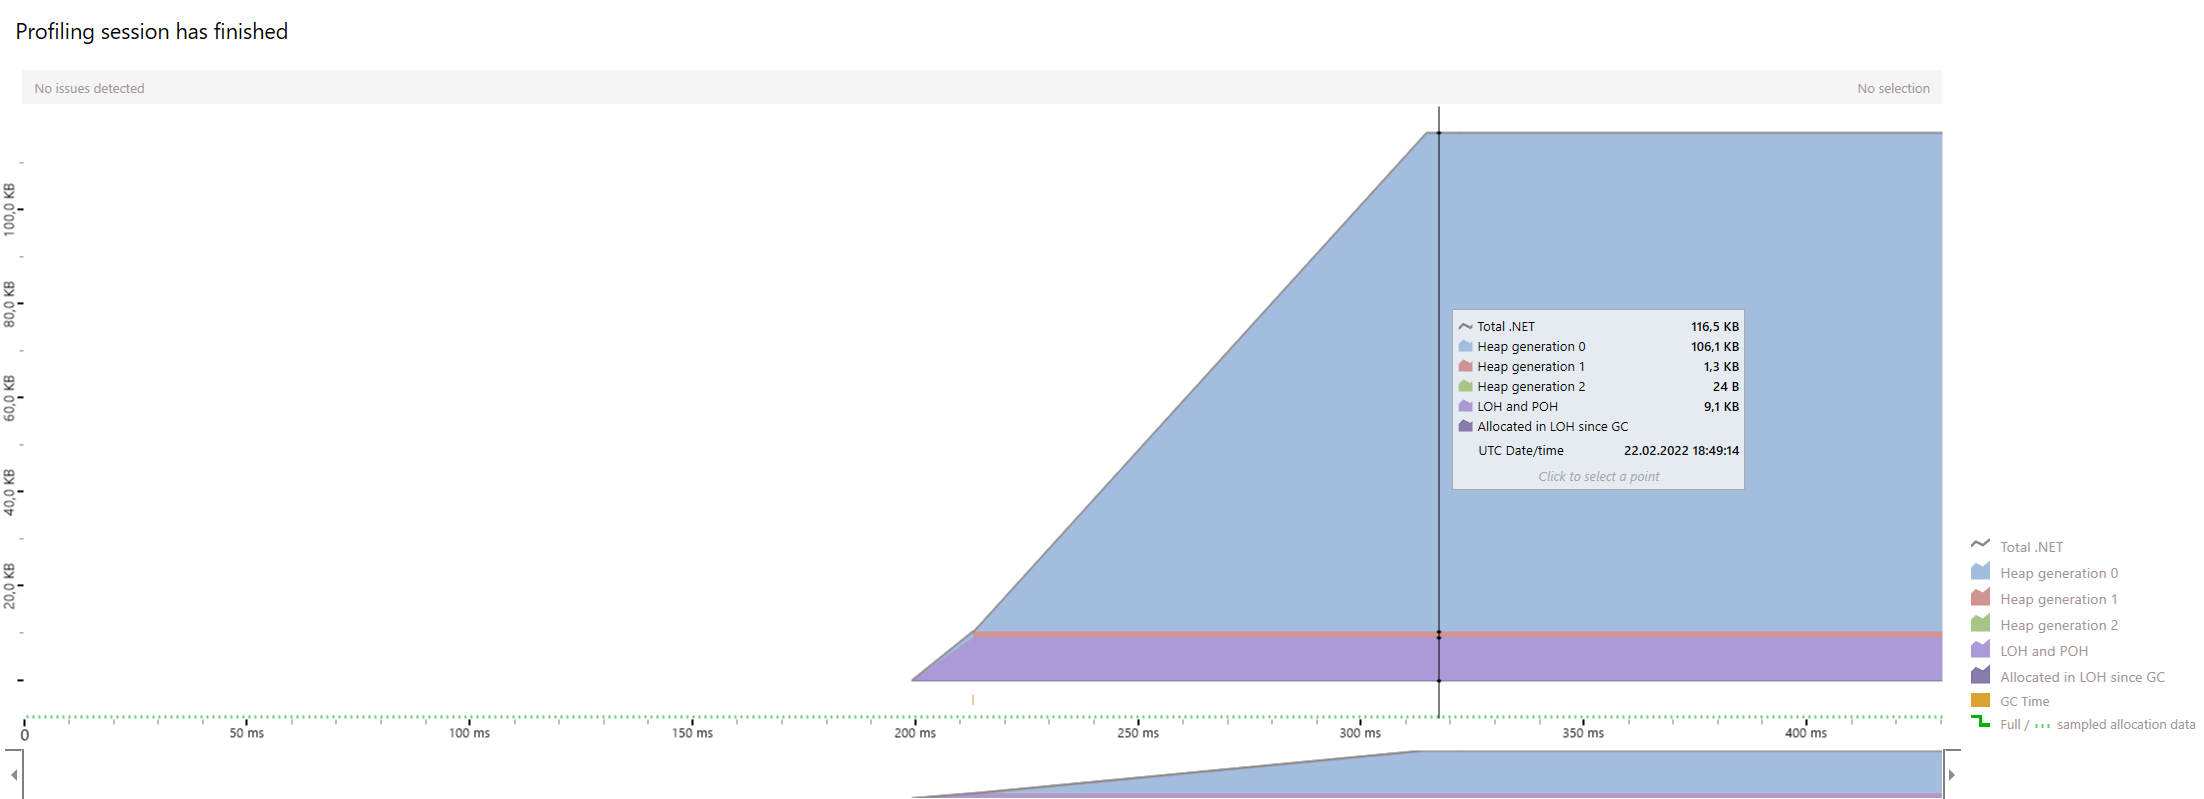 Profiling session has finished
No issues detected
No selection
100,0 KB
80,0 KB
60,0 KB
40,0 KB
20,0 KB
Total .NET 116,5 KB
Heap generation 0 106,1 KB
Heap generation 1 1,3 KB
Heap generation 2 24 B
LOH and POH 9,1 KB
Allocated in LOH since GC
UTC Date/time 22.02.2022 18:49:14
Click to select a point
Total .NET
Heap generation 0
Heap generation 1
Heap generation 2
LOH and POH
Allocated in LOH since GC
GC Time
Full / sampled allocation data
0 50 ms 100 ms 150 ms 200 ms 250 ms 300 ms 350 ms 400 ms